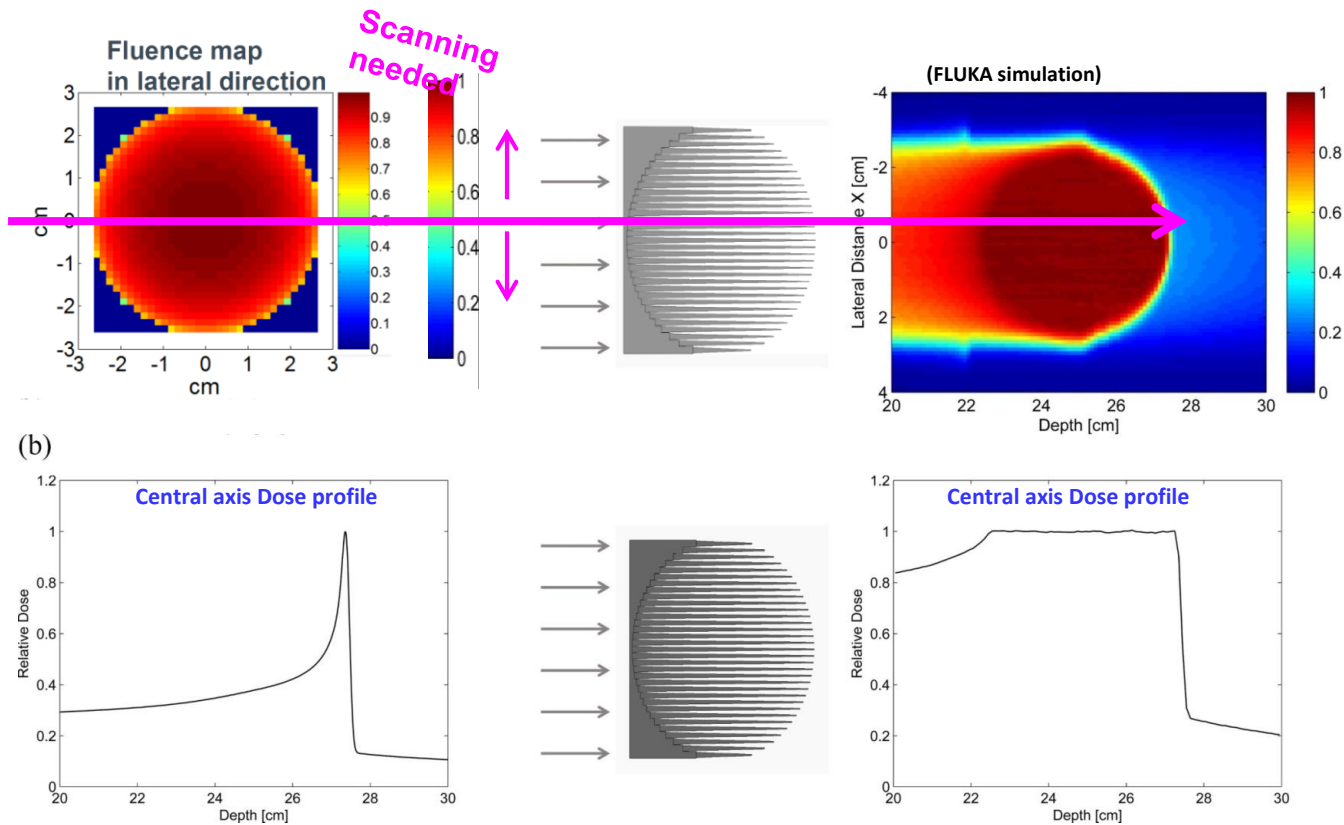 Scanning
needed
Fluence map
in lateral direction
(FLUKA simulation)
3
2
1
0
-1
-2
-3
cm
-3 -2 -1 0 1 2 3
cm
0.9
0.8
0.7
0.6
0.5
0.4
0.3
0.2
0.1
0
1
0.8
0.6
0.4
0.2
0
-4
-2
0
2
4
Lateral Distance X [cm]
20 22 24 26 28 30
Depth [cm]
1
0.8
0.6
0.4
0.2
0
(b)
Central axis Dose profile
1.2
1
0.8
0.6
0.4
0.2
0
Relative Dose
20 22 24 26 28 30
Depth [cm]
Central axis Dose profile
1.2
1
0.8
0.6
0.4
0.2
0
Relative Dose
20 22 24 26 28 30
Depth [cm]